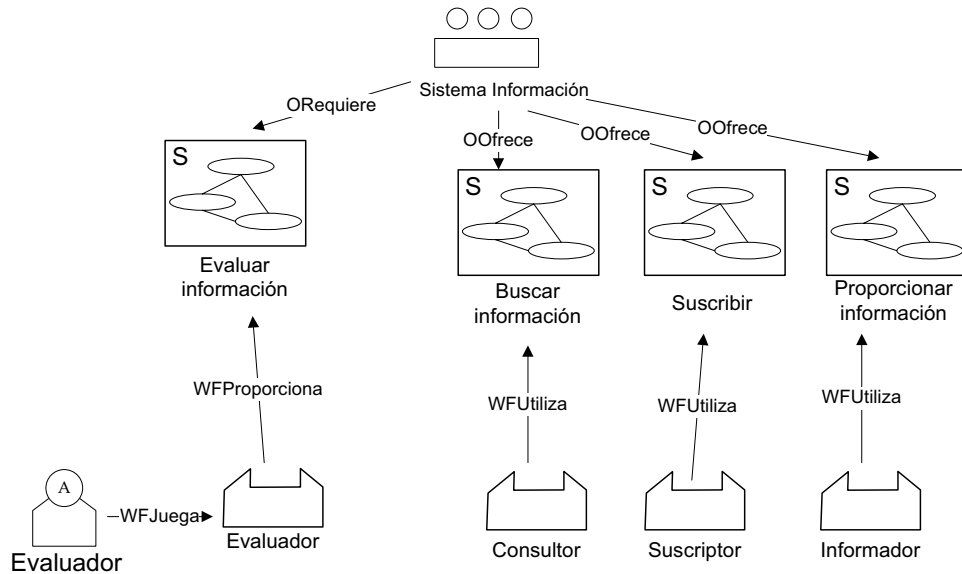 Sistema Información
ORequiere
OOfrece
OOfrece
OOfrece
S
S
S
S
Evaluar
información
Buscar
información
Suscribir
Proporcionar
información
WFProporciona
WFUtiliza
WFUtiliza
WFUtiliza
A
WFJuega
Evaluador
Evaluador
Consultor
Suscriptor
Informador